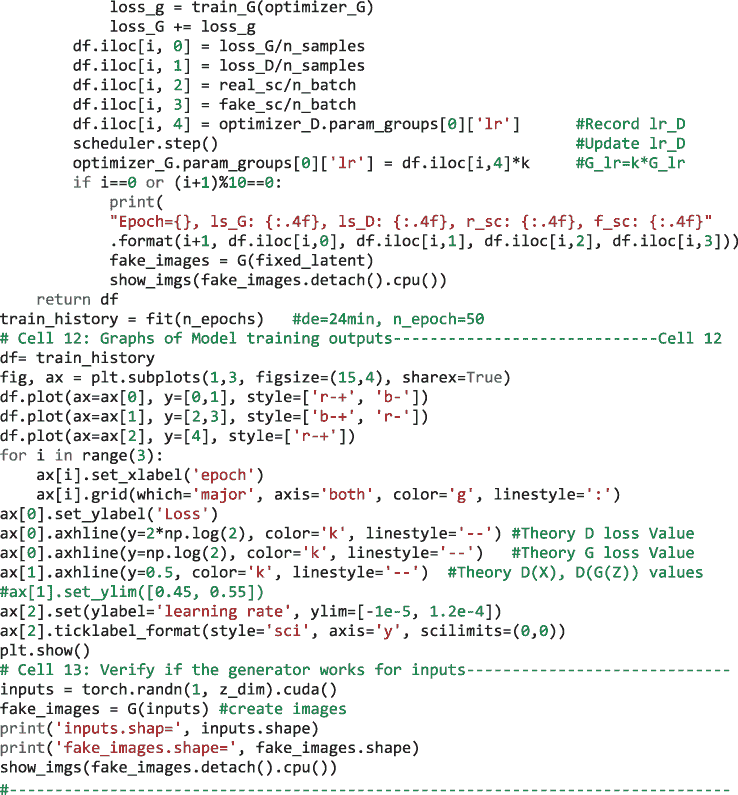 loss_g = train_G(optimizer_G)
            loss_G += loss_g
        df.iloc[i, 0] = loss_G/n_samples
        df.iloc[i, 1] = loss_D/n_samples
        df.iloc[i, 2] = real_sc/n_batch
        df.iloc[i, 3] = fake_sc/n_batch
        df.iloc[i, 4] = optimizer_D.param_groups[0]['lr']      #Record lr_D
        scheduler.step()                                       #Update lr_D
        optimizer_G.param_groups[0]['lr'] = df.iloc[i,4]*k     #G_lr=k*G_lr
        if i==0 or (i+1)%10==0:
            print(
            "Epoch={}, ls_G: {:.4f}, ls_D: {:.4f}, r_sc: {:.4f}, f_sc: {:.4f}"
            .format(i+1, df.iloc[i,0], df.iloc[i,1], df.iloc[i,2], df.iloc[i,3]))
            fake_images = G(fixed_latent)
            show_imgs(fake_images.detach().cpu())
    return df
train_history = fit(n_epochs)   #de=24min, n_epoch=50
# Cell 12: Graphs of Model training outputs-----------------------------Cell 12
df= train_history
fig, ax = plt.subplots(1,3, figsize=(15,4), sharex=True)
df.plot(ax=ax[0], y=[0,1], style=['r-+', 'b-'])
df.plot(ax=ax[1], y=[2,3], style=['b-+', 'r-'])
df.plot(ax=ax[2], y=[4], style=['r-+'])
for i in range(3):
    ax[i].set_xlabel('epoch')
    ax[i].grid(which='major', axis='both', color='g', linestyle=':')
ax[0].set_ylabel('Loss')
ax[0].axhline(y=2*np.log(2), color='k', linestyle='--') #Theory D loss Value
ax[0].axhline(y=np.log(2), color='k', linestyle='--')   #Theory G loss Value
ax[1].axhline(y=0.5, color='k', linestyle='--')  #Theory D(X), D(G(Z)) values
#ax[1].set_ylim([0.45, 0.55])
ax[2].set(ylabel='learning rate', ylim=[-1e-5, 1.2e-4])
ax[2].ticklabel_format(style='sci', axis='y', scilimits=(0,0))
plt.show()
# Cell 13: Verify if the generator works for inputs-----------------------------
inputs = torch.randn(1, z_dim).cuda()
fake_images = G(inputs) #create images
print('inputs.shap=', inputs.shape)
print('fake_images.shape=', fake_images.shape)
show_imgs(fake_images.detach().cpu())
#-------------------------------------------------------------------------------